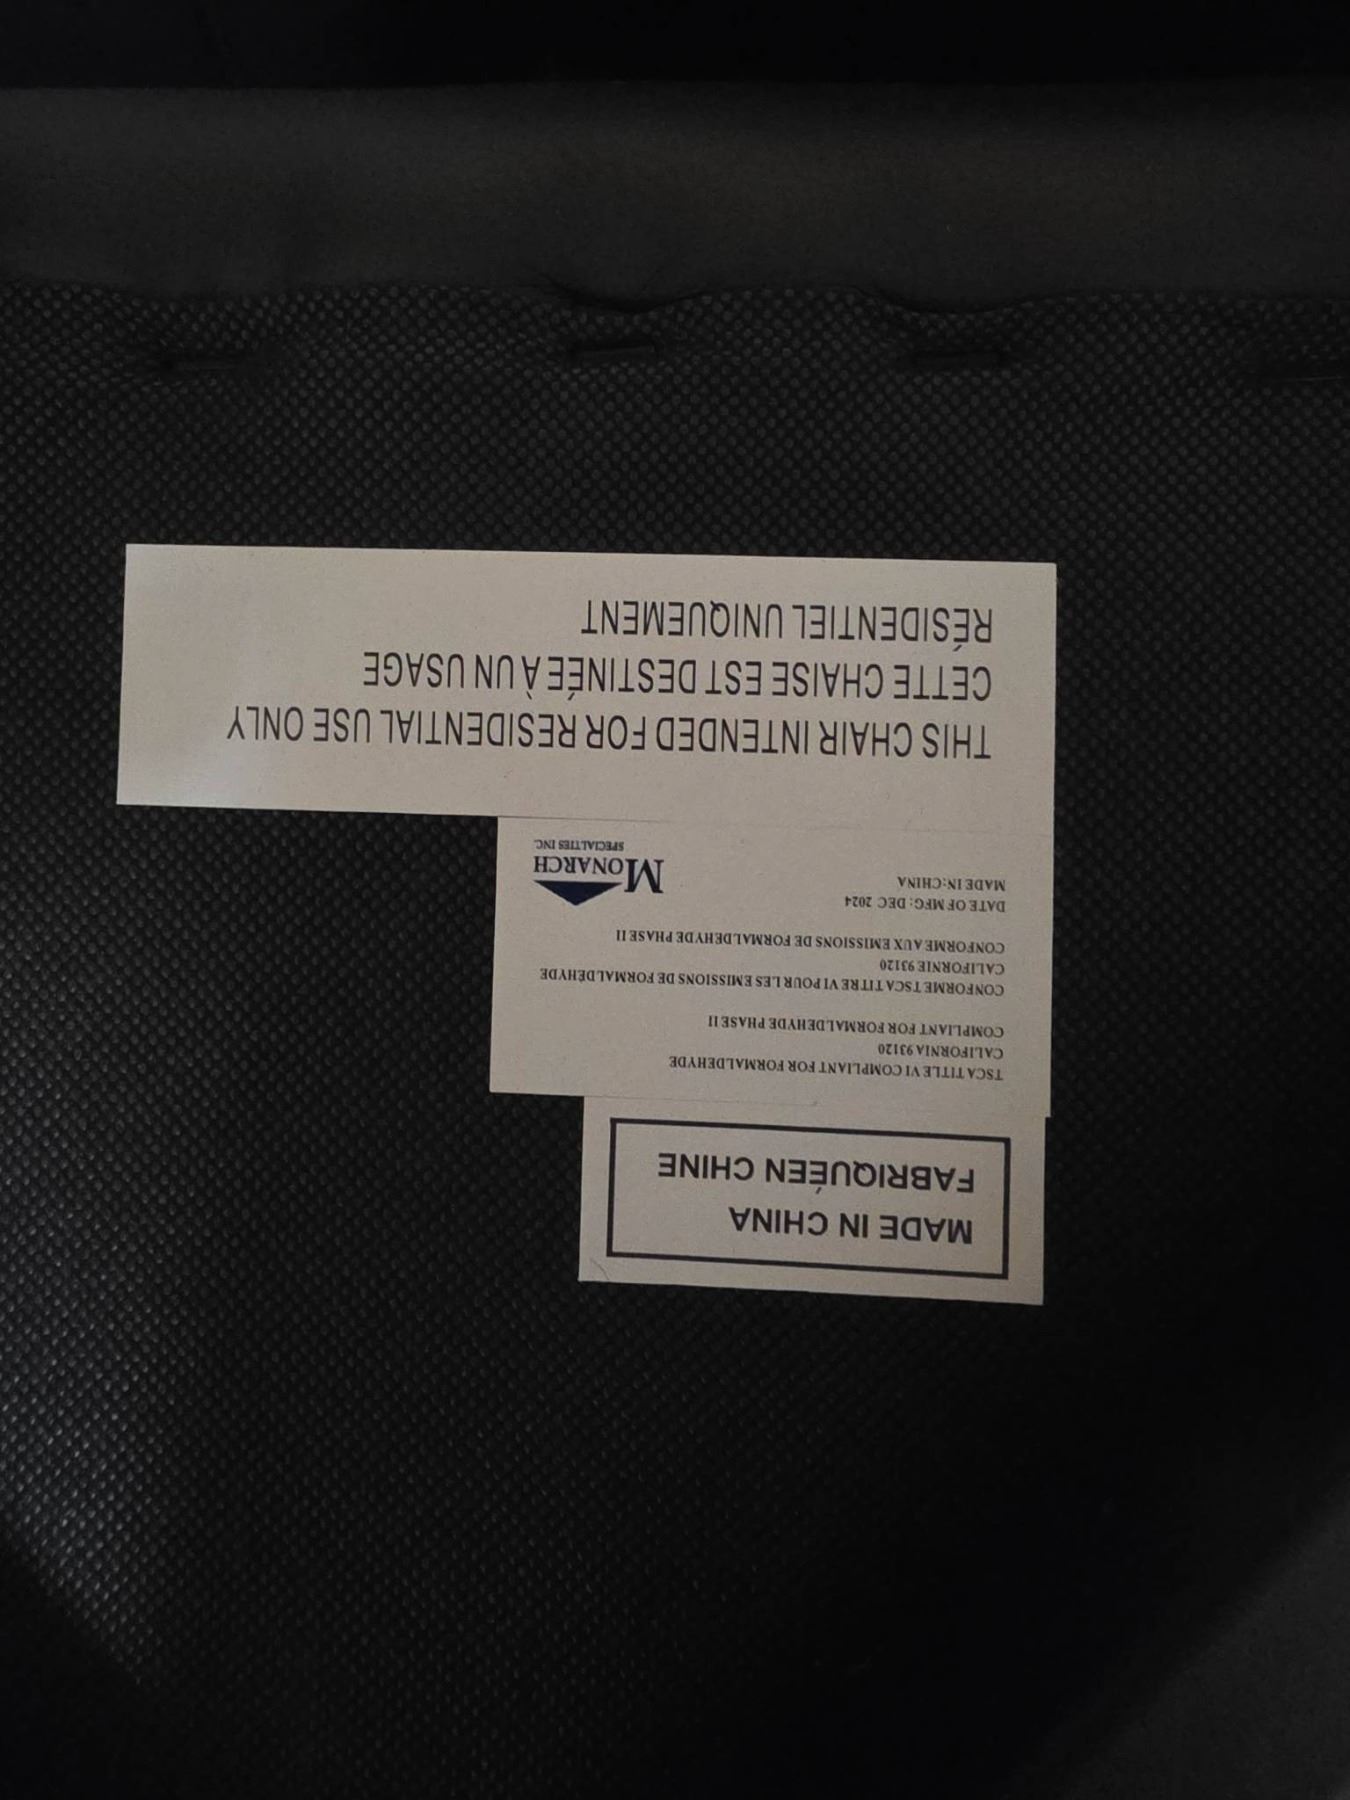 MADE IN CHINA
FABRIQUÉEN CHINE
TSCA TITLE VI COMPLIANT FOR FORMALDEHYDE
CALIFORNIA 93120
COMPLIANT FOR FORMALDEHYDE PHASE II
CONFORME TSCA TITRE VI POUR LES EMISSIONS DE FORMALDÉHYDE
CALIFORNIE 93120
CONFORME AUX EMISSIONS DE FORMALDEHYDE PHASE II
DATE OF MFG: DEC 2024
MADE IN:CHINA
MONARCH
SPECIALTIES INC.
THIS CHAIR INTENDED FOR RESIDENTIAL USE ONLY
CETTE CHAISE EST DESTINÉE À UN USAGE
RÉSIDENTIEL UNIQUEMENT